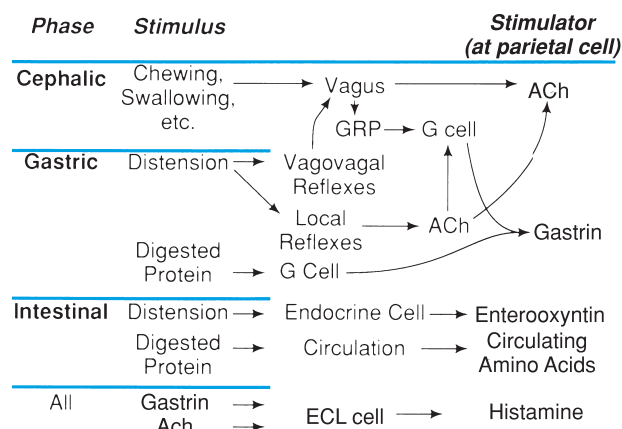 Phase Stimulus Stimulator
(at parietal cell)
Cephalic Chewing,
Swallowing,
etc.
Vagus ACh
GRP G cell
Gastric Distension Vagovagal
Reflexes
Local
Reflexes
ACh
Gastrin
Digested
Protein
G Cell
Intestinal Distension Endocrine Cell Enterooxyntin
Digested
Protein
Circulation Circulating
Amino Acids
All Gastrin
Ach
ECL cell Histamine